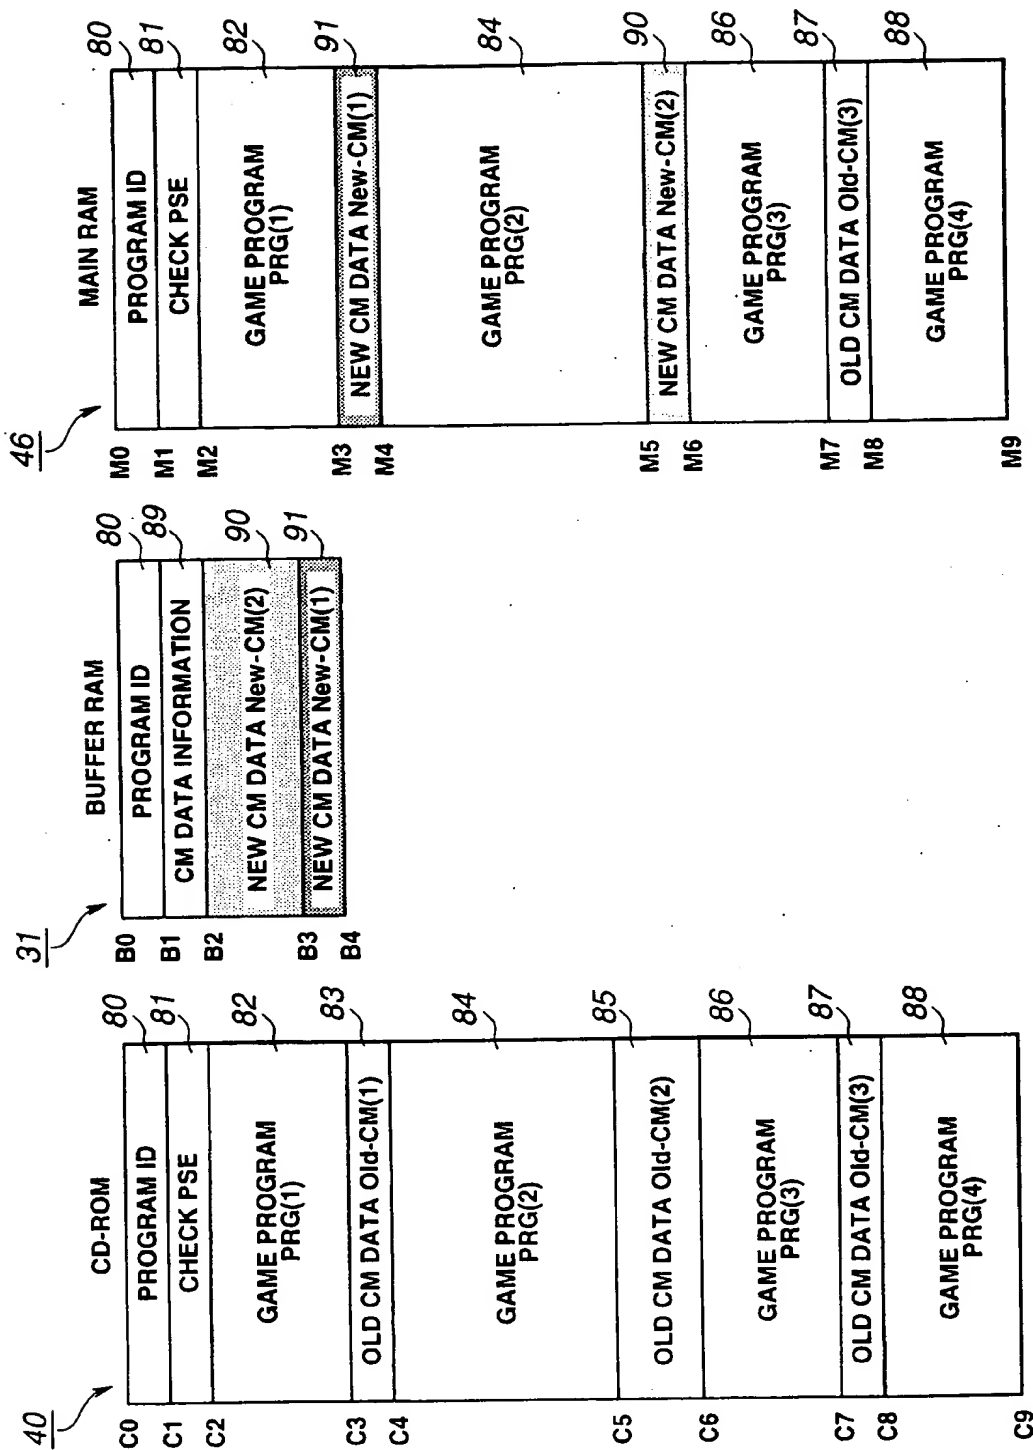 40
CD-ROM
C0
PROGRAM ID
80
C1
CHECK PSE
81
C2
GAME PROGRAM
PRG(1)
82
C3
OLD CM DATA Old-CM(1)
83
C4
GAME PROGRAM
PRG(2)
84
C5
OLD CM DATA Old-CM(2)
85
C6
GAME PROGRAM
PRG(3)
86
C7
OLD CM DATA Old-CM(3)
87
C8
GAME PROGRAM
PRG(4)
88
C9
31
BUFFER RAM
B0
PROGRAM ID
80
B1
CM DATA INFORMATION
89
B2
NEW CM DATA New-CM(2)
90
B3
NEW CM DATA New-CM(1)
91
B4
46
MAIN RAM
M0
PROGRAM ID
80
M1
CHECK PSE
81
M2
GAME PROGRAM
PRG(1)
82
M3
NEW CM DATA New-CM(1)
91
M4
GAME PROGRAM
PRG(2)
84
M5
NEW CM DATA New-CM(2)
90
M6
GAME PROGRAM
PRG(3)
86
M7
OLD CM DATA Old-CM(3)
87
M8
GAME PROGRAM
PRG(4)
88
M9